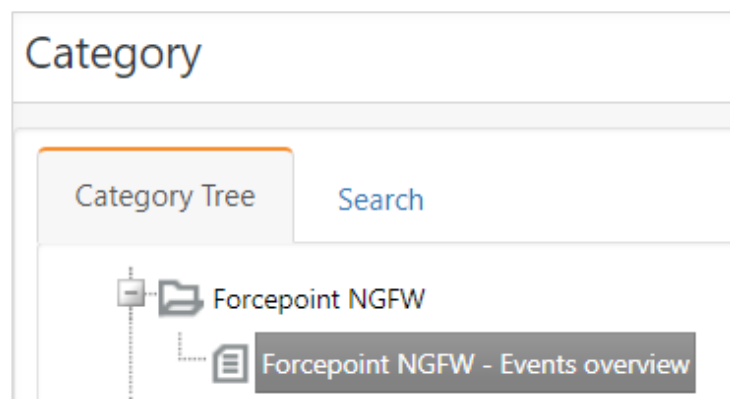 Category
Category Tree
Search
Forcepoint NGFW
Forcepoint NGFW - Events overview